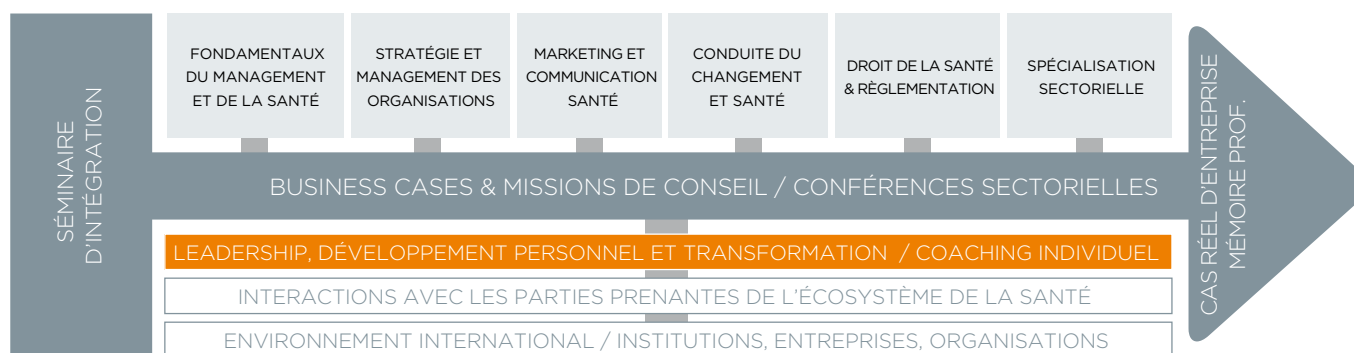 SÉMINAIRE
D'INTÉGRATION
FONDAMENTAUX
DU MANAGEMENT
ET DE LA SANTÉ
STRATÉGIE ET
MANAGEMENT DES
ORGANISATIONS
MARKETING ET
COMMUNICATION
SANTÉ
CONDUITE DU
CHANGEMENT
ET SANTÉ
DROIT DE LA SANTÉ
& RÈGLEMENTATION
SPÉCIALISATION
SECTORIELLE
BUSINESS CASES & MISSIONS DE CONSEIL / CONFÉRENCES SECTORIELLES
LEADERSHIP, DÉVELOPPEMENT PERSONNEL ET TRANSFORMATION / COACHING INDIVIDUEL
INTERACTIONS AVEC LES PARTIES PRENANTES DE L'ÉCOSYSTÈME DE LA SANTÉ
ENVIRONNEMENT INTERNATIONAL / INSTITUTIONS, ENTREPRISES, ORGANISATIONS
CAS RÉEL D'ENTREPRISE
MÉMOIRE PROF.